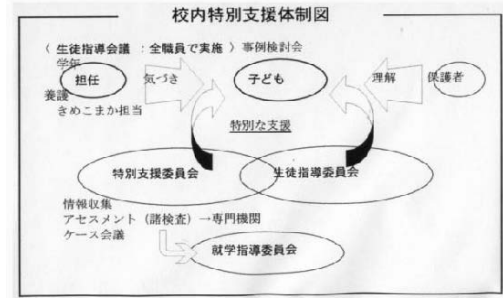 校内特別支援体制図
( 生徒指導会議 : 全職員で実施 ) 事例検討会
学年
担任 気づき 子ども 理解 保護者
養護
きめこまか担当
特別な支援
特別支援委員会 生徒指導委員会
情報収集
アセスメント (諸検査) →専門機関
ケース会議
就学指導委員会